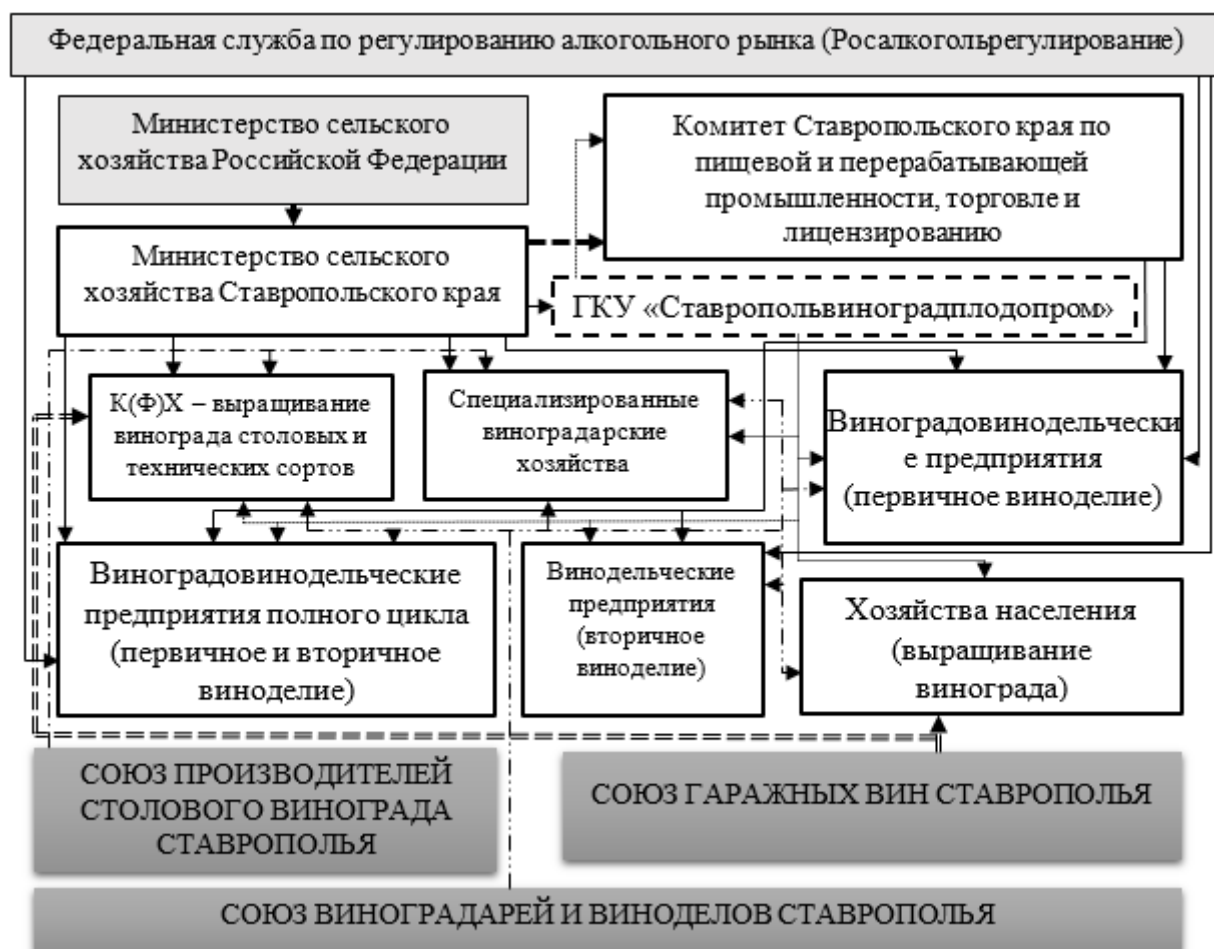 Федеральная служба по регулированию алкогольного рынка (Росалкогольрегулирование)
Министерство сельского
хозяйства Российской Федерации
Комитет Ставропольского края по
пищевой и перерабатывающей
промышленности, торговле и
лицензированию
Министерство сельского
хозяйства Ставропольского края
ГКУ «Ставропольвиноградплодопром»
К(Ф)Х – выращивание
винограда столовых и
технических сортов
Специализированные
виноградарские
хозяйства
Виноградовинодельчески
е предприятия
(первичное виноделие)
Виноградовинодельческие
предприятия полного цикла
(первичное и вторичное
виноделие)
Винодельческие
предприятия
(вторичное
виноделие)
Хозяйства населения
(выращивание
винограда)
СОЮЗ ПРОИЗВОДИТЕЛЕЙ
СТОЛОВОГО ВИНОГРАДА
СТАВРОПОЛЬЯ
СОЮЗ ГАРАЖНЫХ ВИН СТАВРОПОЛЬЯ
СОЮЗ ВИНОГРАДАРЕЙ И ВИНОДЕЛОВ СТАВРОПОЛЬЯ